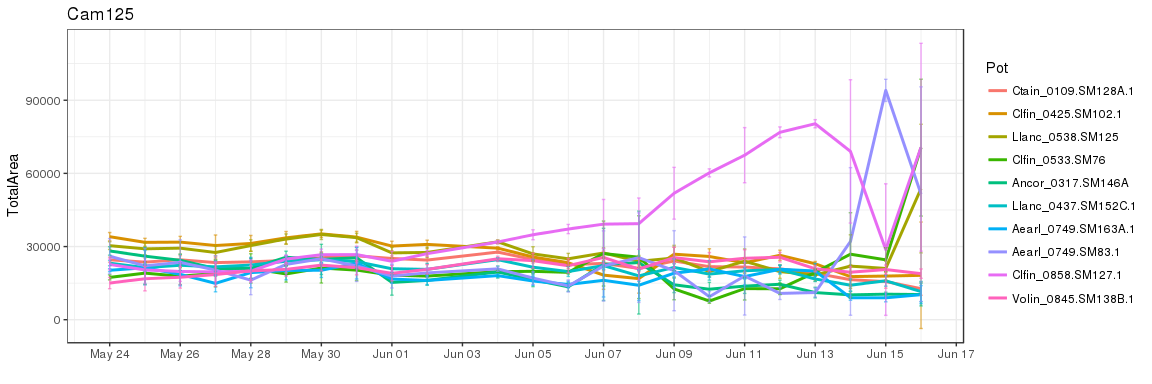 Cam125
TotalArea
90000
60000
30000
0
May 24 May 26 May 28 May 30 Jun 01 Jun 03 Jun 05 Jun 07 Jun 09 Jun 11 Jun 13 Jun 15 Jun 17
Pot
Ctain_0109.SM128A.1
Clfin_0425.SM102.1
Llanc_0538.SM125
Clfin_0533.SM76
Ancor_0317.SM146A
Llanc_0437.SM152C.1
Aearl_0749.SM163A.1
Aearl_0749.SM83.1
Clfin_0858.SM127.1
Volin_0845.SM138B.1